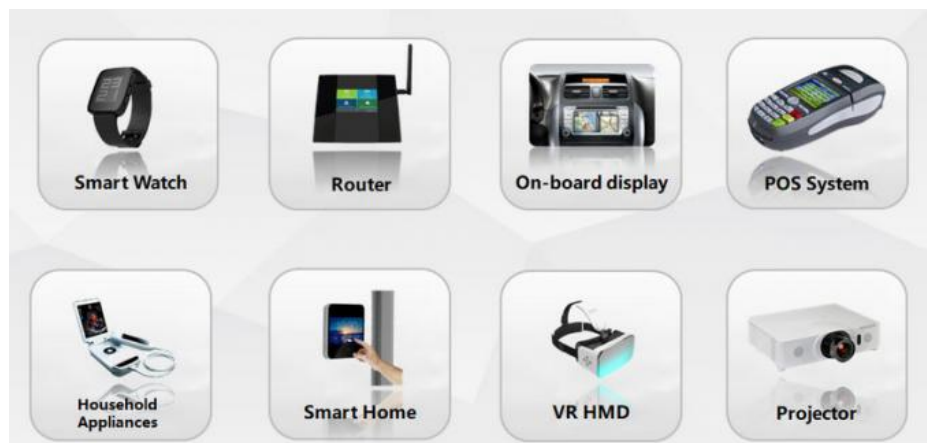 Smart Watch
Router
On-board display
POS System
Household
Appliances
Smart Home
VR HMD
Projector